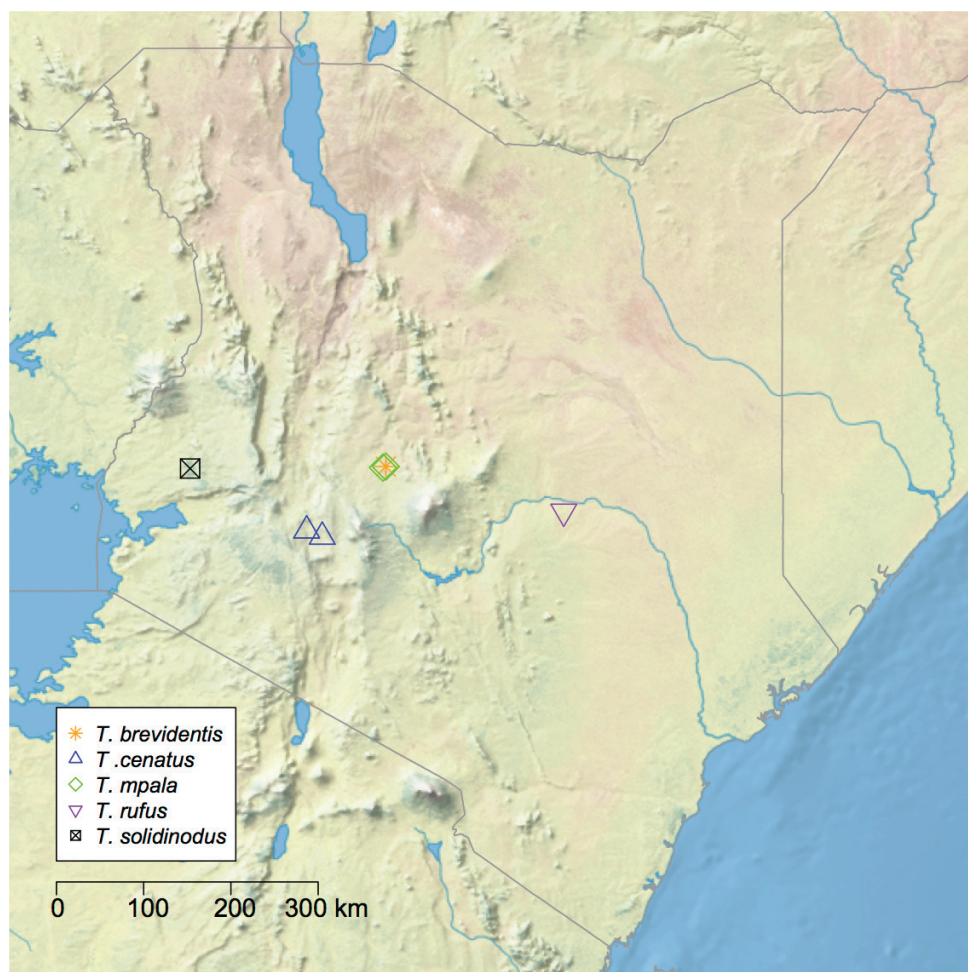 T. brevidentis
T .cenatus
T. mpala
T. rufus
T. solidinodus
0 100 200 300 km